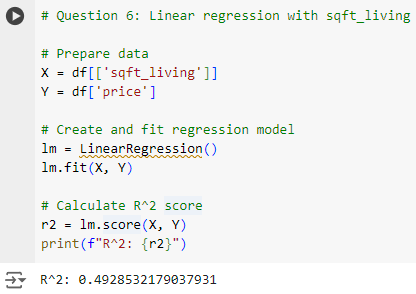 # Question 6: Linear regression with sqft_living
# Prepare data
X = df[['sqft_living']]
Y = df['price']
# Create and fit regression model
lm = LinearRegression()
lm.fit(X, Y)
# Calculate R^2 score
r2 = lm.score(X, Y)
print(f"R^2: {r2}")
R^2: 0.4928532179037931